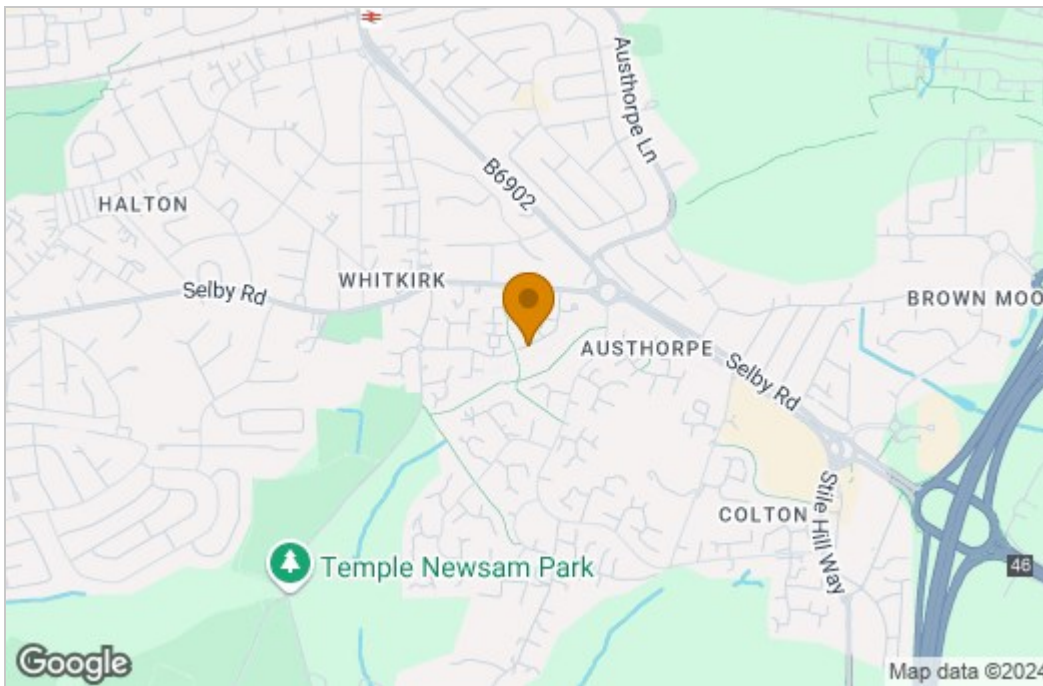 Austhorpe Ln
B6902
HALTON
WHITKIRK
Selby Rd
BROWN MOO
AUSTHORPE
Selby Rd
COLTON
Stile Hill Way
Temple Newsam Park
46
Google
Map data ©2024